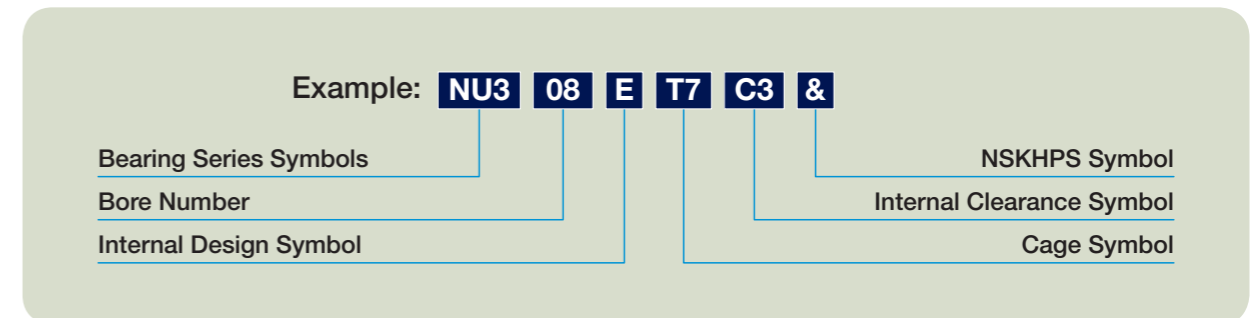 Example: NU3 08 E T7 C3 &
Bearing Series Symbols NSKHPS Symbol
Bore Number Internal Clearance Symbol
Internal Design Symbol Cage Symbol